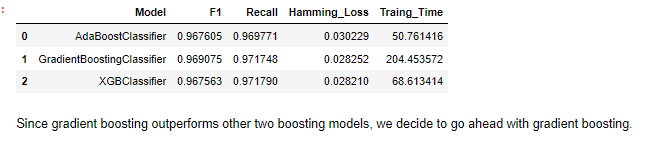 :
Model F1 Recall Hamming_Loss Traing_Time
0 AdaBoostClassifier 0.967605 0.969771 0.030229 50.761416
1 GradientBoostingClassifier 0.969075 0.971748 0.028252 204.453572
2 XGBClassifier 0.967563 0.971790 0.028210 68.613414
Since gradient boosting outperforms other two boosting models, we decide to go ahead with gradient boosting.